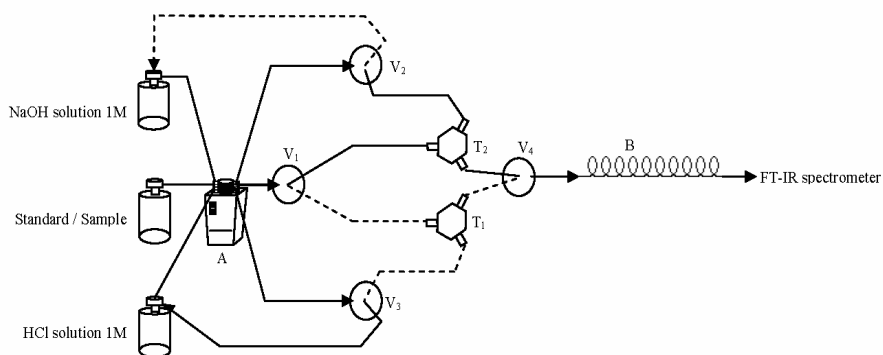 NaOH solution 1M
Standard / Sample
HCl solution 1M
A
V1
V2
V3
T2
T1
V4
B
FT-IR spectrometer